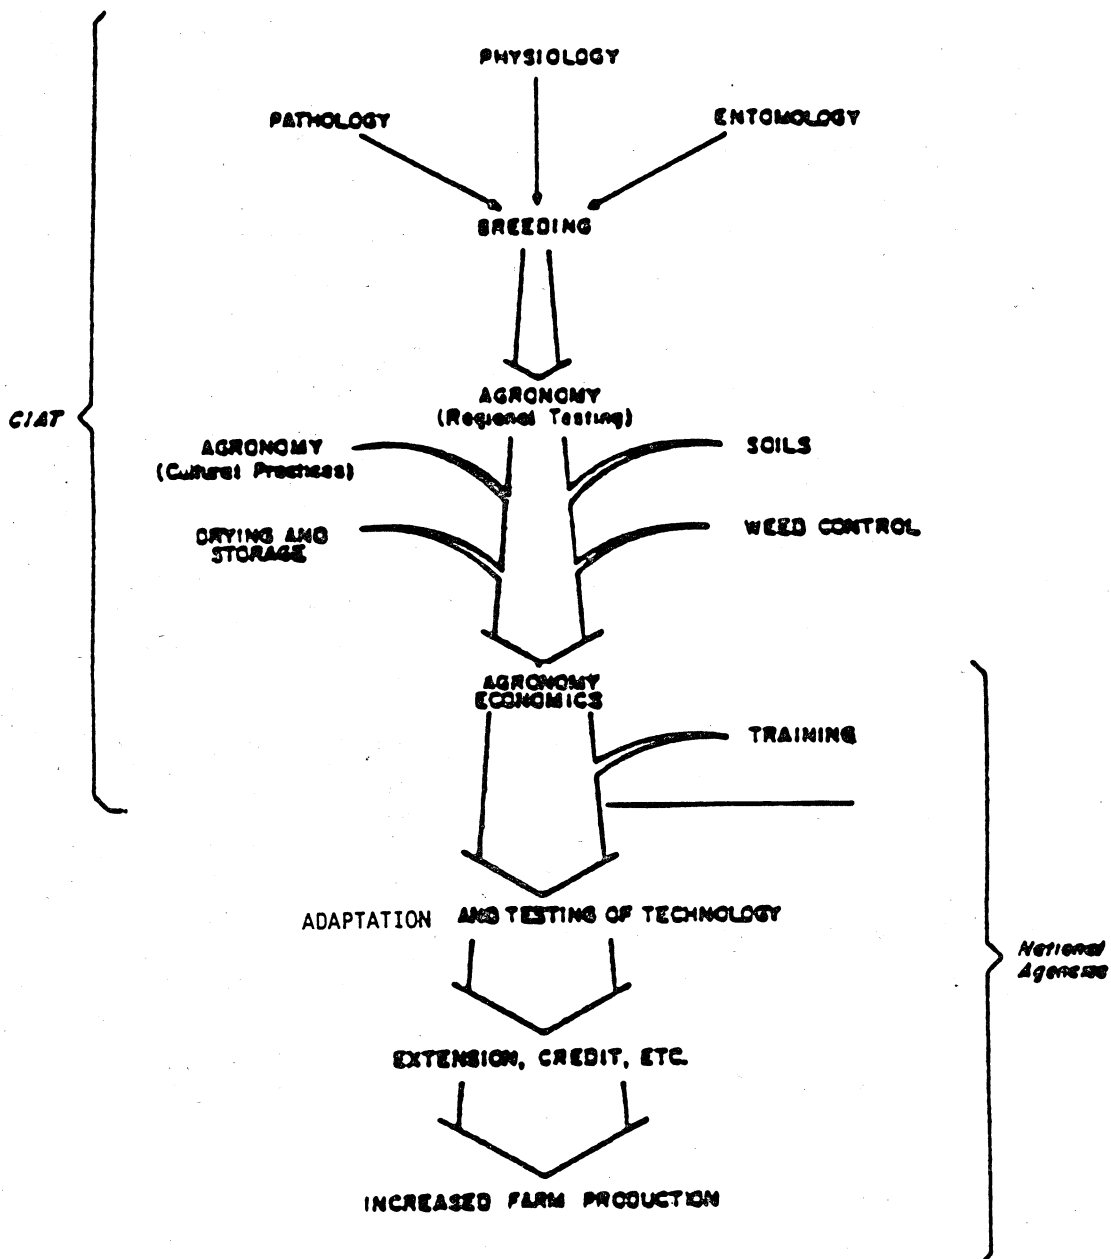 PHYSIOLOGY
PATHOLOGY
ENTOMOLOGY
BREEDING
AGRONOMY
(Regional Testing)
CIAT
AGRONOMY
(Cultural Practices)
SOILS
DRYING AND
STORAGE
WEED CONTROL
AGRONOMY
ECONOMICS
TRAINING
ADAPTATION AND TESTING OF TECHNOLOGY
National
Agencies
EXTENSION, CREDIT, ETC.
INCREASED FARM PRODUCTION